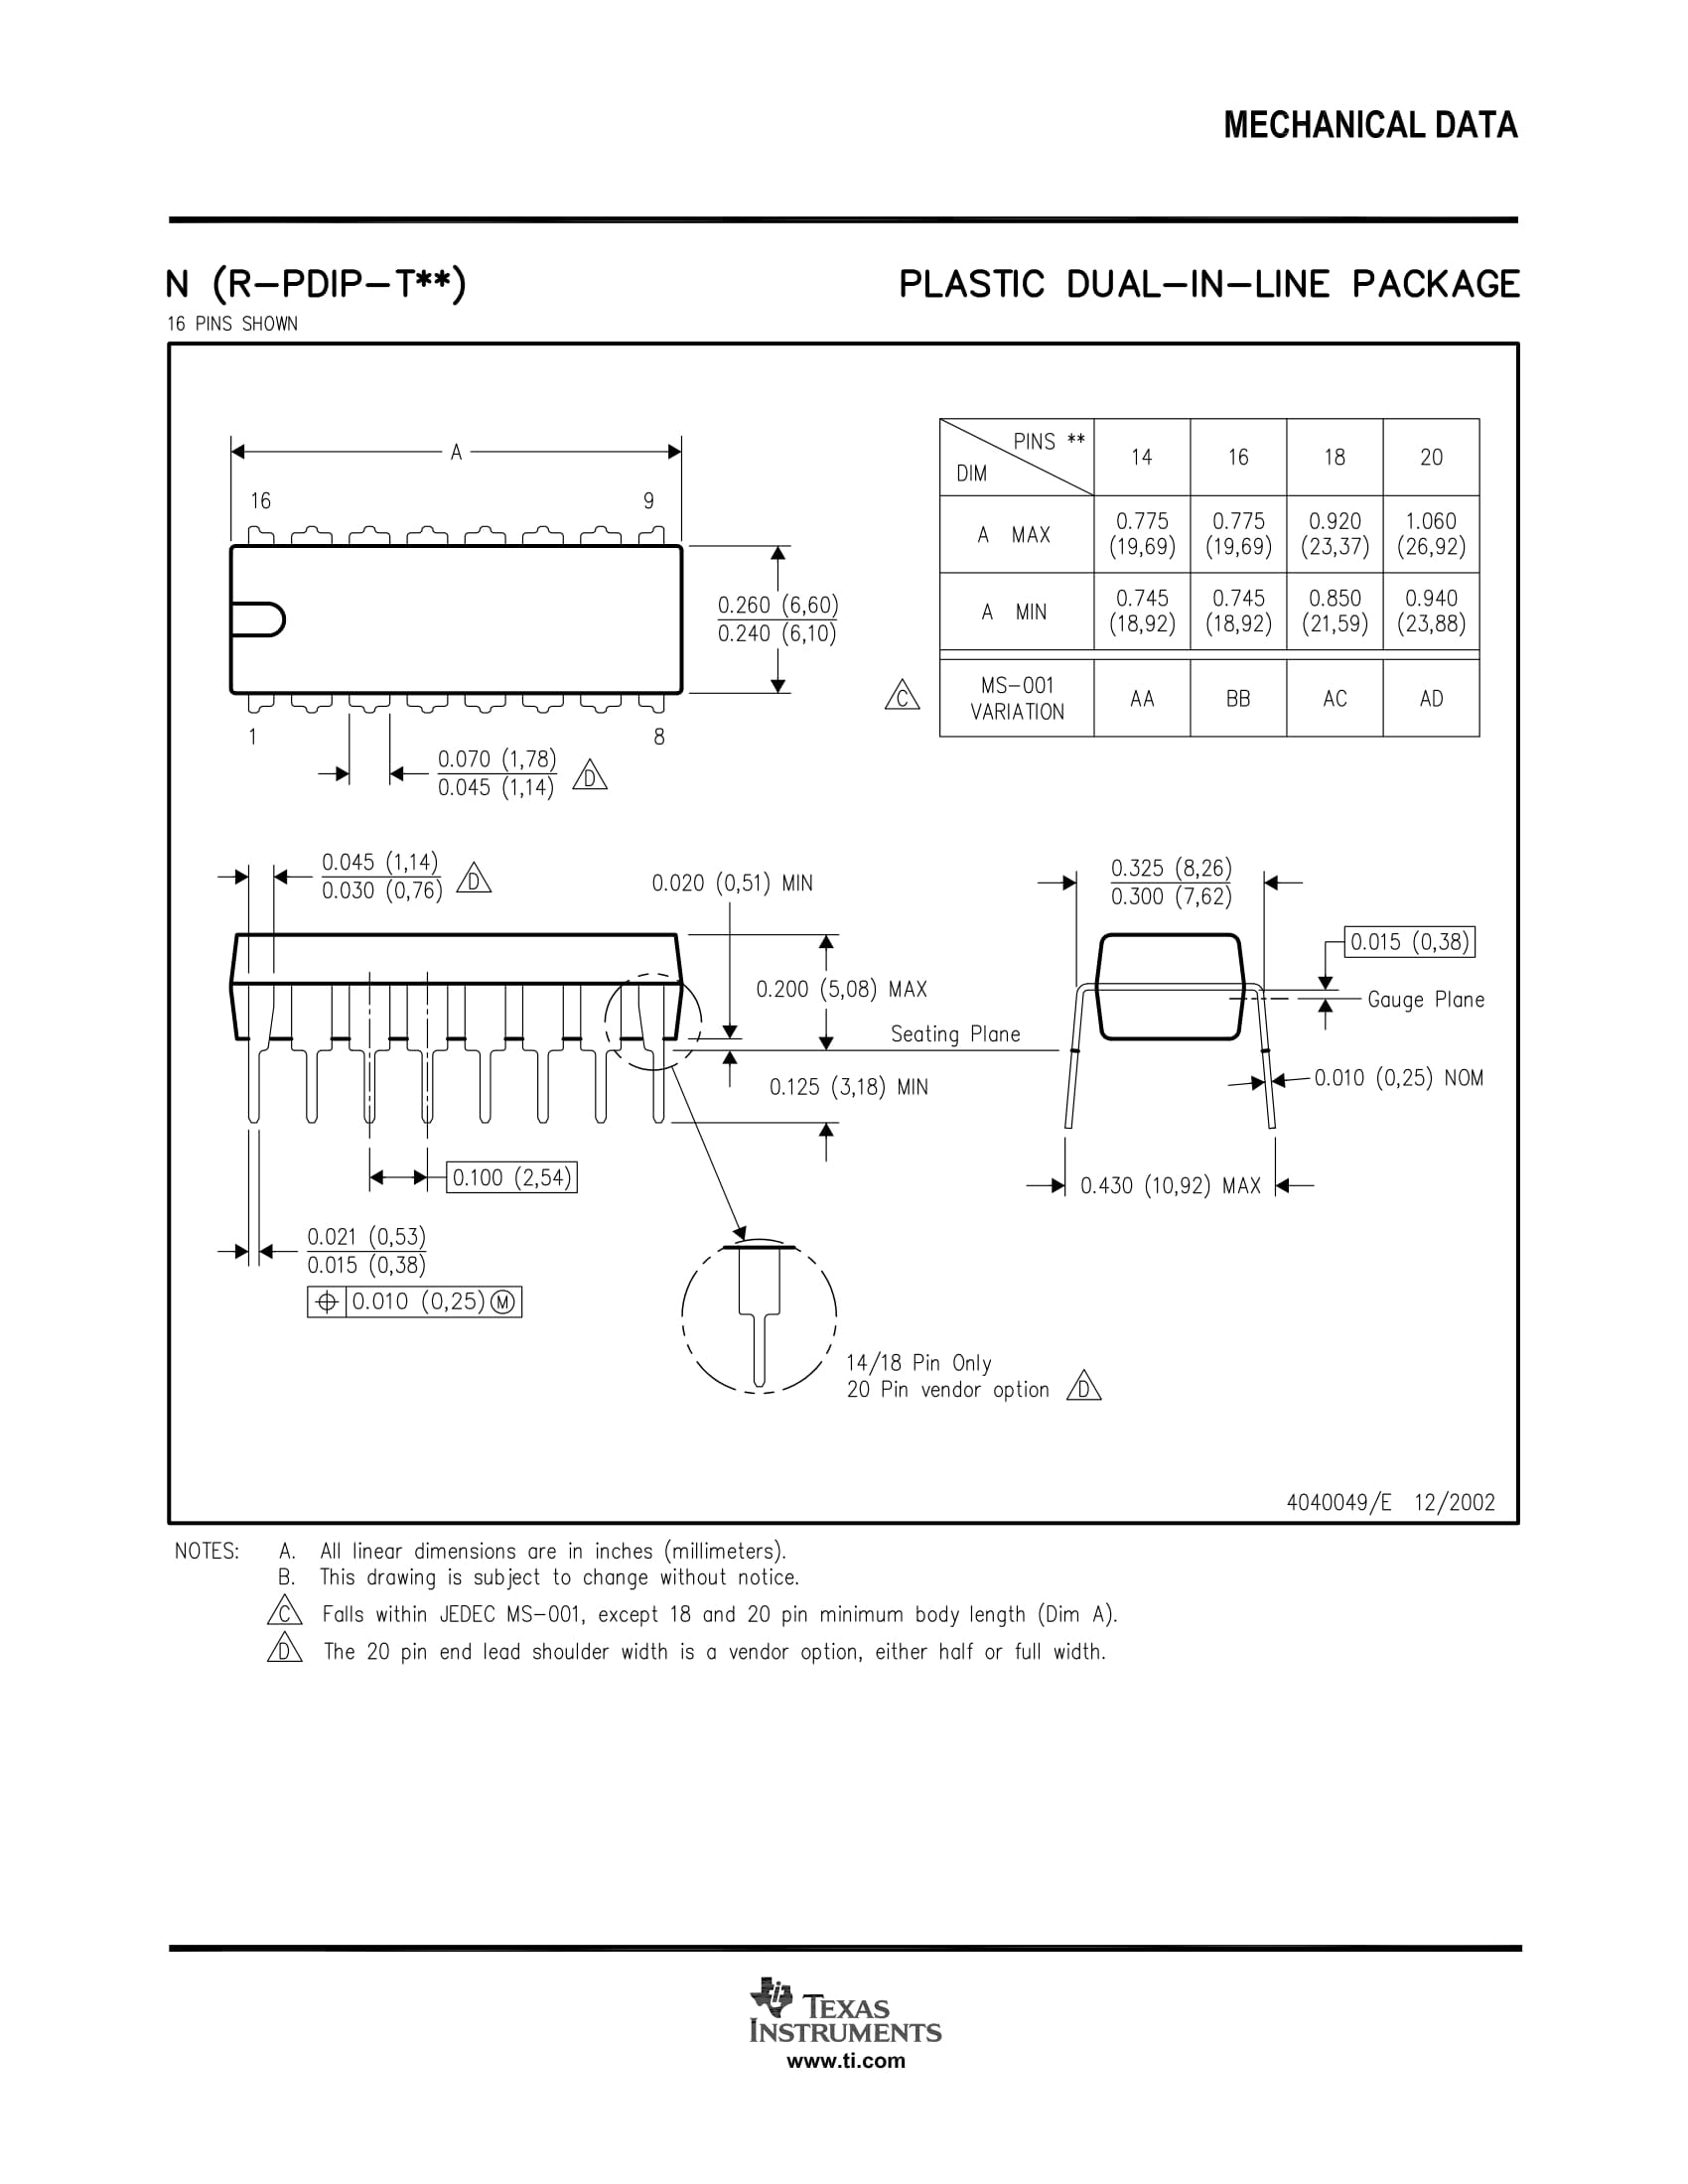 MECHANICAL DATA
N (R-PDIP-T**)
PLASTIC DUAL-IN-LINE PACKAGE
16 PINS SHOWN
A
16
9
0.260 (6,60)
0.240 (6,10)
1
8
0.070 (1,78)
0.045 (1,14)
D
PINS **
DIM
14
16
18
20
A MAX
0.775
(19,69)
0.775
(19,69)
0.920
(23,37)
1.060
(26,92)
A MIN
0.745
(18,92)
0.745
(18,92)
0.850
(21,59)
0.940
(23,88)
C
MS-001
VARIATION
AA
BB
AC
AD
0.045 (1,14)
0.030 (0,76)
D
0.020 (0,51) MIN
0.200 (5,08) MAX
Seating Plane
0.125 (3,18) MIN
0.100 (2,54)
0.021 (0,53)
0.015 (0,38)
0.010 (0,25) M
0.325 (8,26)
0.300 (7,62)
0.015 (0,38)
Gauge Plane
0.010 (0,25) NOM
0.430 (10,92) MAX
14/18 Pin Only
20 Pin vendor option
D
4040049/E 12/2002
NOTES: A. All linear dimensions are in inches (millimeters).
B. This drawing is subject to change without notice.
C Falls within JEDEC MS-001, except 18 and 20 pin minimum body length (Dim A).
D The 20 pin end lead shoulder width is a vendor option, either half or full width.
TEXAS
INSTRUMENTS
www.ti.com